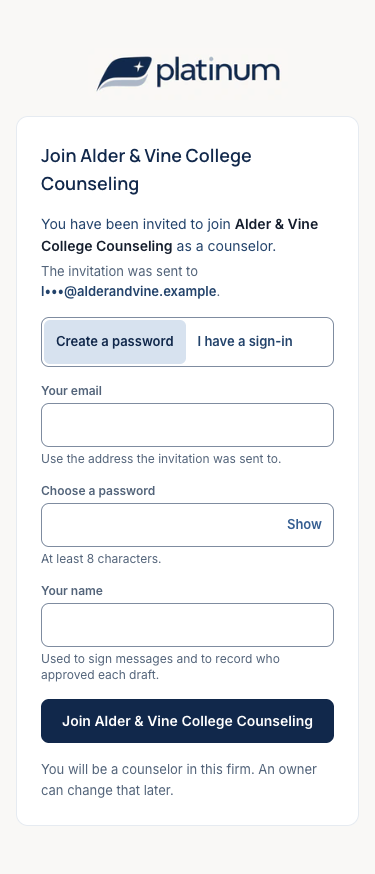 platinum
Join Alder & Vine College
Counseling
You have been invited to join Alder & Vine
College Counseling as a counselor.
The invitation was sent to
l•••@alderandvine.example.
Create a password
I have a sign-in
Your email
Use the address the invitation was sent to.
Choose a password
Show
At least 8 characters.
Your name
Used to sign messages and to record who
approved each draft.
Join Alder & Vine College Counseling
You will be a counselor in this firm. An owner
can change that later.